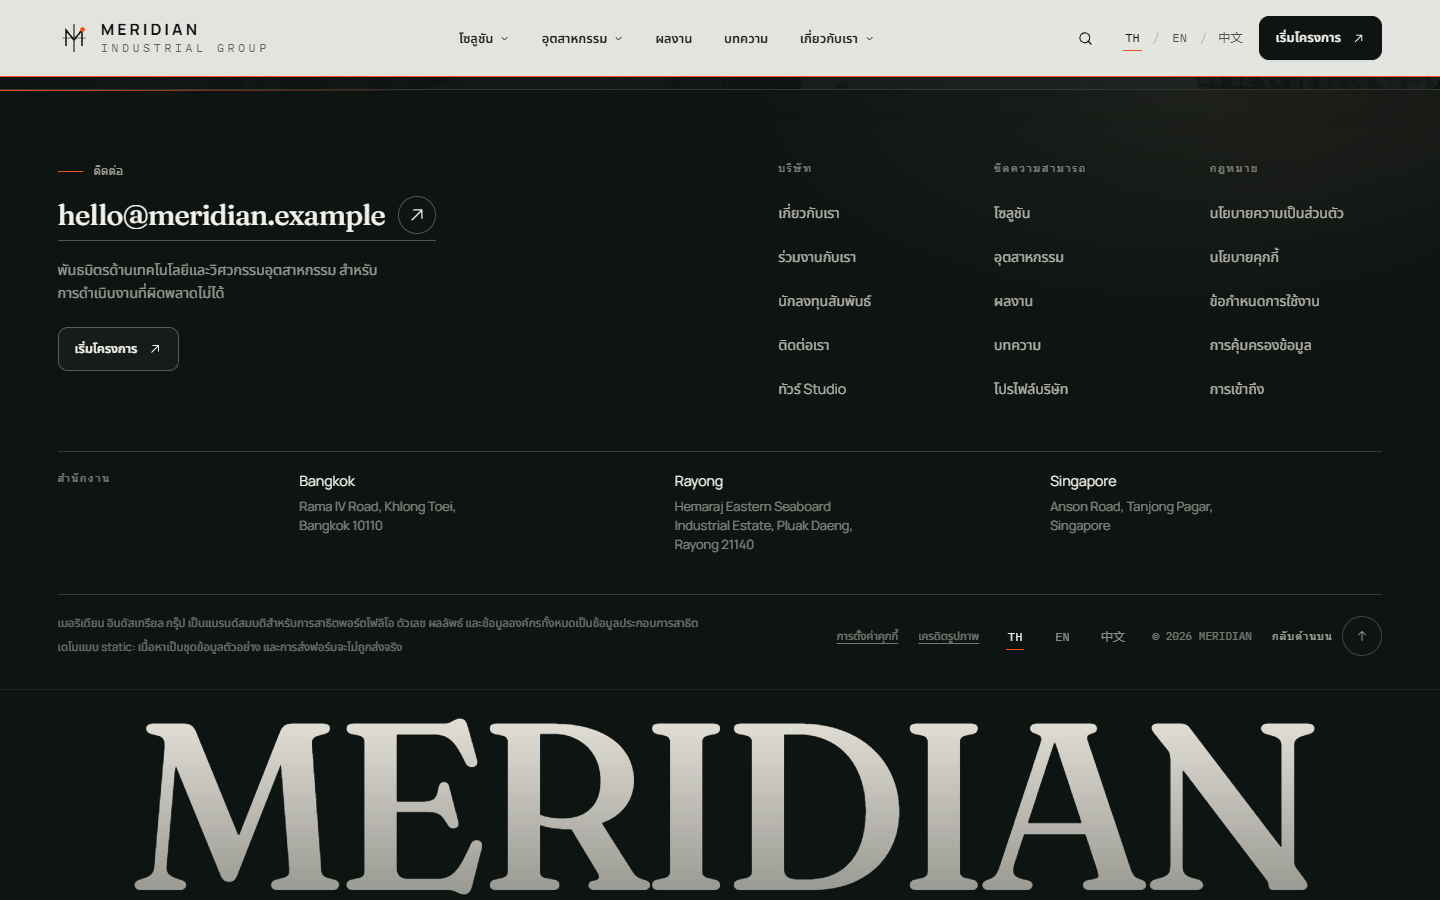 MERIDIAN
INDUSTRIAL GROUP
โซลูชัน
อุตสาหกรรม
ผลงาน
บทความ
เกี่ยวกับเรา
TH / EN / 中文
เริ่มโครงการ
ติดต่อ
hello@meridian.example
พันธมิตรด้านเทคโนโลยีและวิศวกรรมอุตสาหกรรม สำหรับ
การดำเนินงานที่ผิดพลาดไม่ได้
เริ่มโครงการ
บริษัท
เกี่ยวกับเรา
ร่วมงานกับเรา
นักลงทุนสัมพันธ์
ติดต่อเรา
ทัวร์ Studio
ขีดความสามารถ
โซลูชัน
อุตสาหกรรม
ผลงาน
บทความ
โปรไฟล์บริษัท
กฎหมาย
นโยบายความเป็นส่วนตัว
นโยบายคุกกี้
ข้อกำหนดการใช้งาน
การคุ้มครองข้อมูล
การเข้าถึง
สำนักงาน
Bangkok
Rama IV Road, Khlong Toei,
Bangkok 10110
Rayong
Hemaraj Eastern Seaboard
Industrial Estate, Pluak Daeng,
Rayong 21140
Singapore
Anson Road, Tanjong Pagar,
Singapore
เมอริเดียน อินดัสเทรียล กรุ๊ป เป็นแบรนด์สมมติสำหรับการสาธิตพอร์ตโฟลิโอ ตัวเลข ผลลัพธ์ และข้อมูลองค์กรทั้งหมดเป็นข้อมูลประกอบการสาธิต
เดโมแบบ static: เนื้อหาเป็นชุดข้อมูลตัวอย่าง และการส่งฟอร์มจะไม่ถูกส่งจริง
การตั้งค่าคุกกี้
เครดิตรูปภาพ
TH
EN
中文
© 2026 MERIDIAN
กลับด้านบน
MERIDIAN